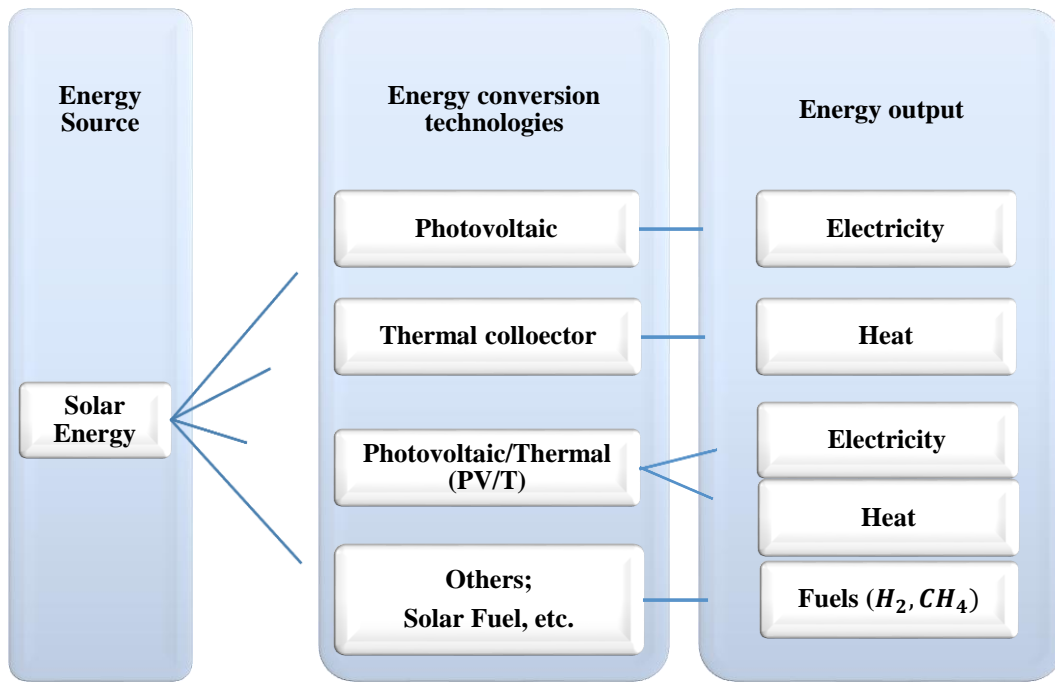 Energy
Source
Solar
Energy
Energy conversion
technologies
Photovoltaic
Thermal colloector
Photovoltaic/Thermal
(PV/T)
Others;
Solar Fuel, etc.
Energy output
Electricity
Heat
Electricity
Heat
Fuels (H₂, CH₄)